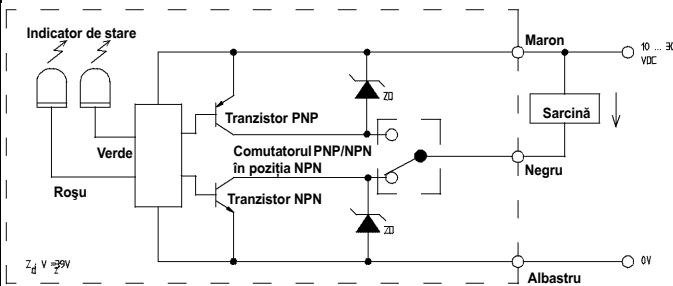 Indicator de stare
Maron
10 ... 30
VDC
ZD
Tranzistor PNP
Sarcină
Verde
Comutatorul PNP/NPN
în poziția NPN
Negru
Roşu
Tranzistor NPN
ZD
0V
Albastru